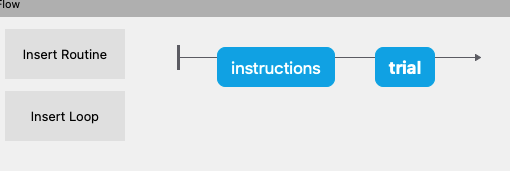 Flow
Insert Routine
instructions
trial
Insert Loop